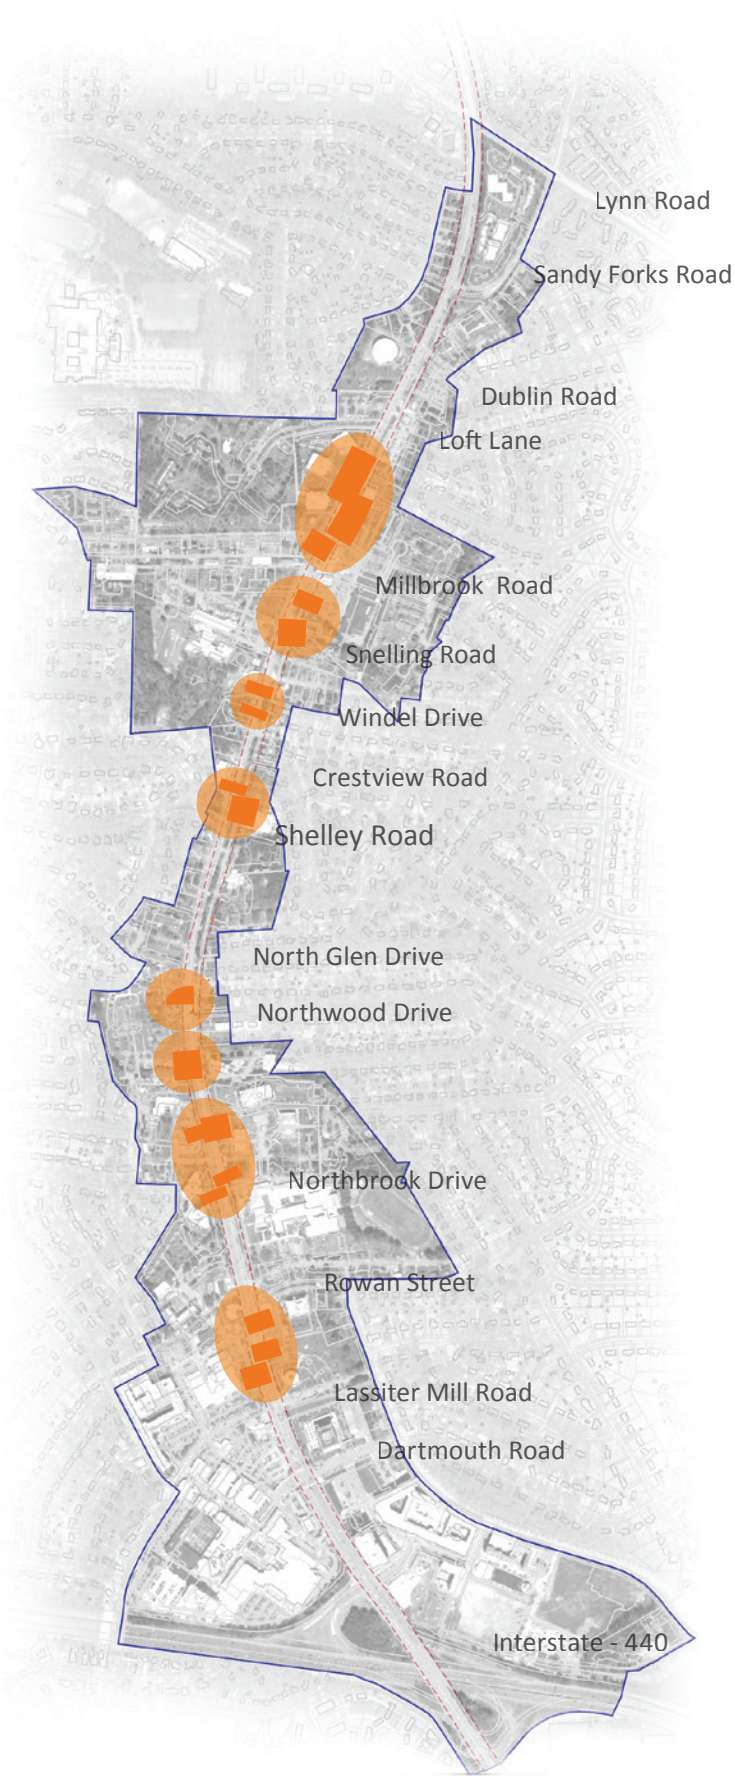 Lynn Road
Sandy Forks Road
Dublin Road
Loft Lane
Millbrook Road
Snelling Road
Windel Drive
Crestview Road
Shelley Road
North Glen Drive
Northwood Drive
Northbrook Drive
Rowan Street
Lassiter Mill Road
Dartmouth Road
Interstate - 440